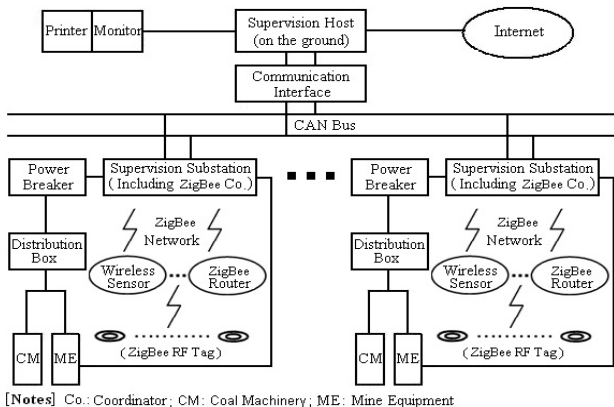 Printer Monitor
Supervision Host
(on the ground)
Internet
Communication
Interface
CAN Bus
Power
Breaker
Supervision Substation
(Including ZigBee Co.)
ZigBee
Network
Distribution
Box
Wireless
Sensor
ZigBee
Router
CM
ME
(ZigBee RF Tag)
Power
Breaker
Supervision Substation
(Including ZigBee Co.)
ZigBee
Network
Distribution
Box
Wireless
Sensor
ZigBee
Router
CM
ME
(ZigBee RF Tag)
[Notes] Co.: Coordinator; CM: Coal Machinery; ME: Mine Equipment